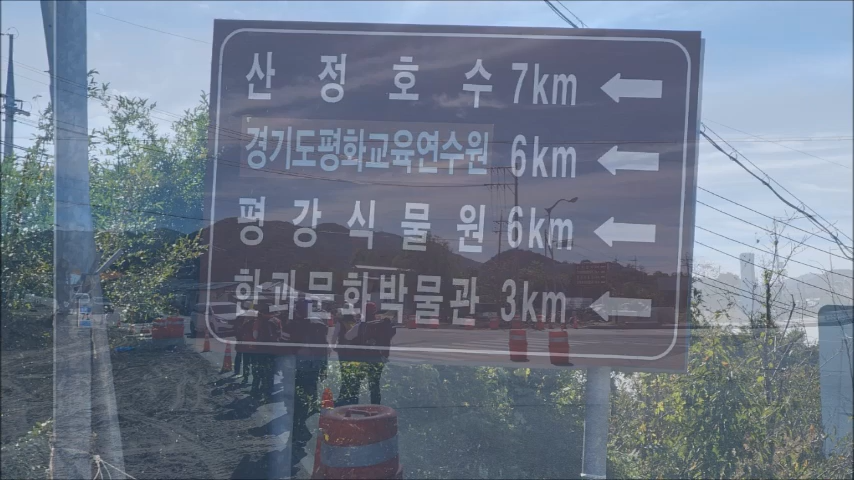 산 정 호 수 7km ←
경기도평화교육연수원 6km ←
평 강 식 물 원 6km ←
한과문화박물관 3km ←